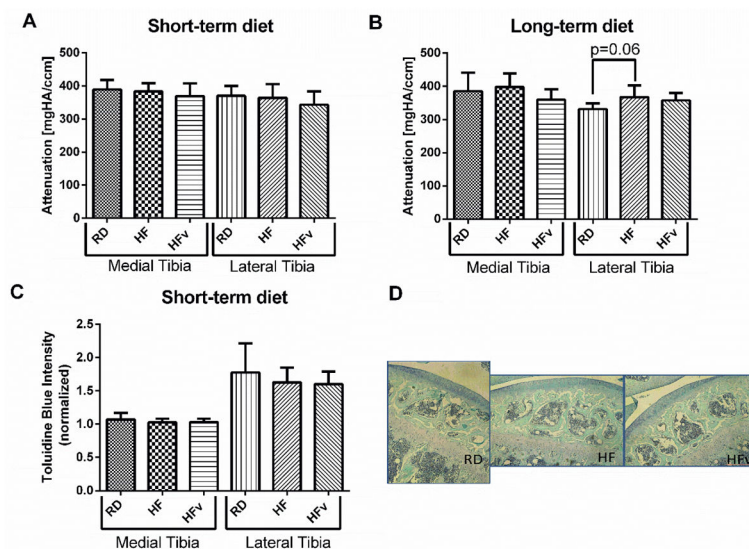 A
Short-term diet
Attenuation [mgHA/ccm]
500
400
300
200
100
0
RD
HF
HFv
RD
HF
HFv
Medial Tibia
Lateral Tibia
B
Long-term diet
p=0.06
Attenuation [mgHA/ccm]
500
400
300
200
100
0
RD
HF
HFv
RD
HF
HFv
Medial Tibia
Lateral Tibia
C
Short-term diet
Toluidine Blue Intensity
(normalized)
2.5
2.0
1.5
1.0
0.5
0.0
RD
HF
HFv
RD
HF
HFv
Medial Tibia
Lateral Tibia
D
RD
HF
HFv